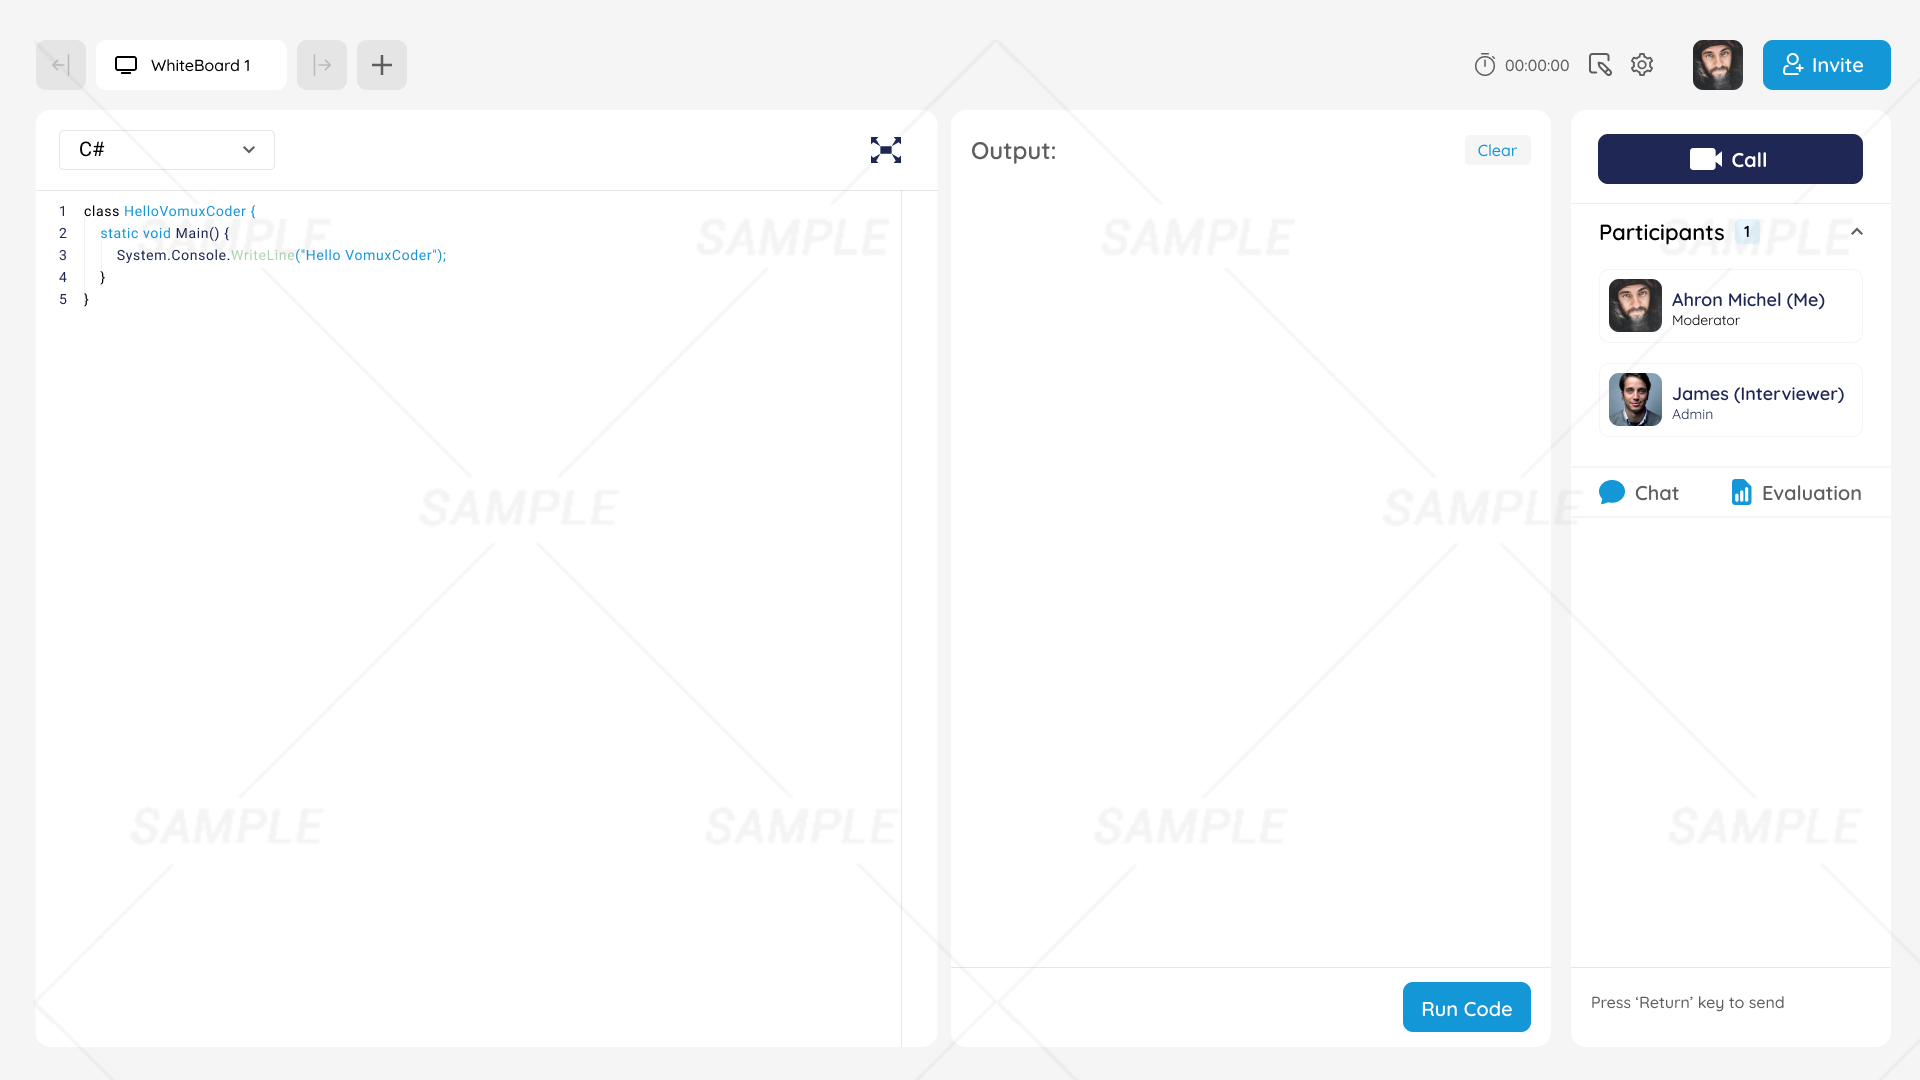 WhiteBoard 1
00:00:00
Invite
C#
Output:
Clear
Call
1 class HelloVomuxCoder {
2 static void Main() {
3 System.Console.WriteLine("Hello VomuxCoder");
4 }
5 }
Participants 1
Ahron Michel (Me)
Moderator
James (Interviewer)
Admin
Chat
Evaluation
Run Code
Press ‘Return’ key to send
SAMPLE
SAMPLE
SAMPLE
SAMPLE
SAMPLE
SAMPLE
SAMPLE
SAMPLE
SAMPLE
SAMPLE